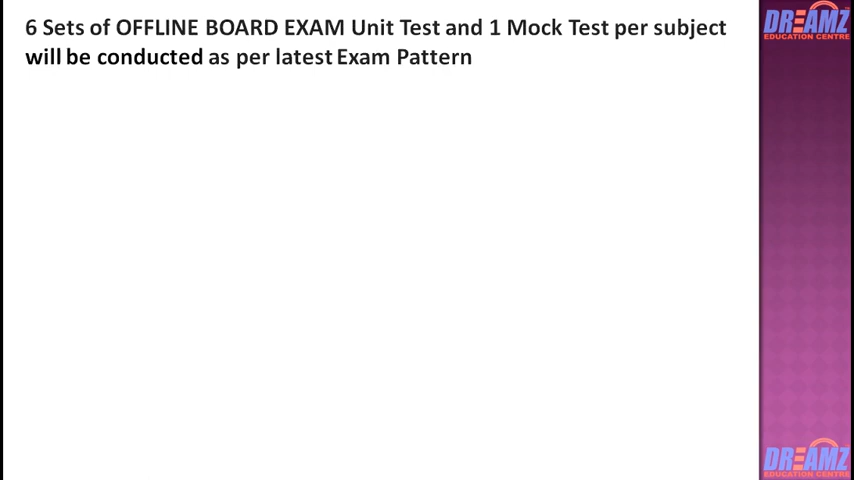 6 Sets of OFFLINE BOARD EXAM Unit Test and 1 Mock Test per subject
will be conducted as per latest Exam Pattern
DREAMZ
EDUCATION CENTRE
DREAMZ
EDUCATION CENTRE